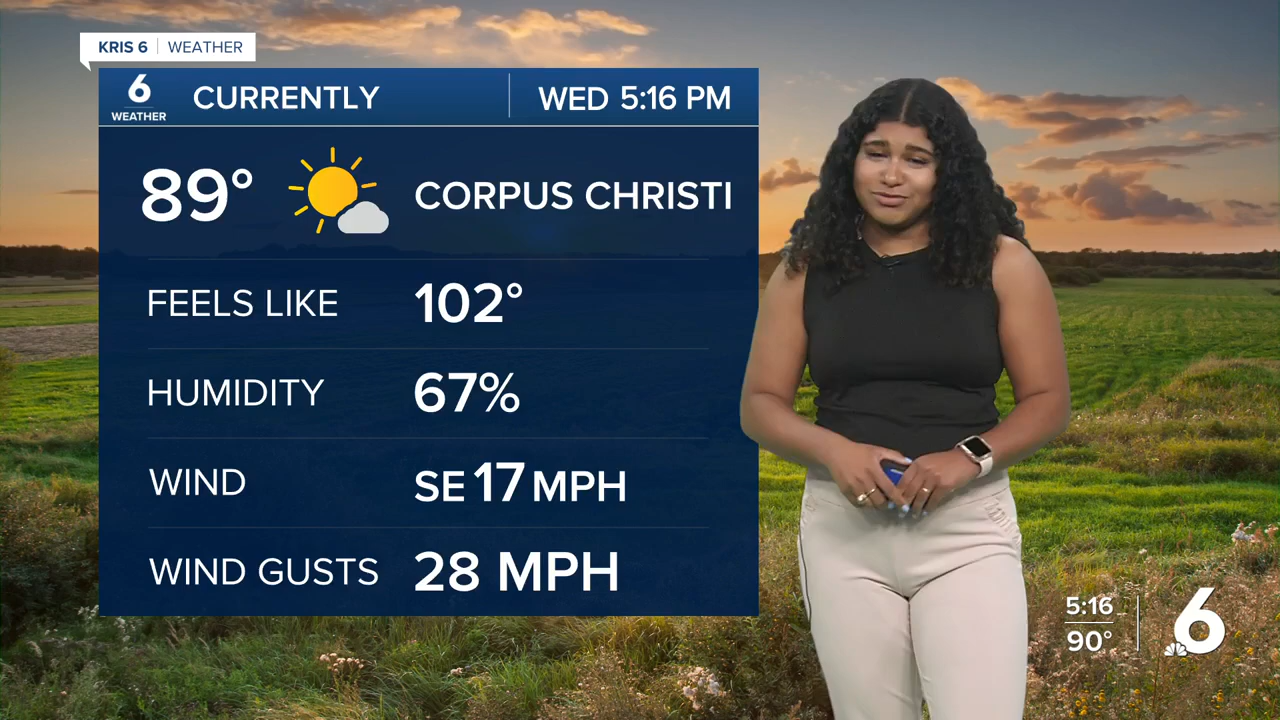 KRIS 6 | WEATHER
6
WEATHER
CURRENTLY
WED 5:16 PM
89° CORPUS CHRISTI
FEELS LIKE 102°
HUMIDITY 67%
WIND SE 17 MPH
WIND GUSTS 28 MPH
5:16
90°
6